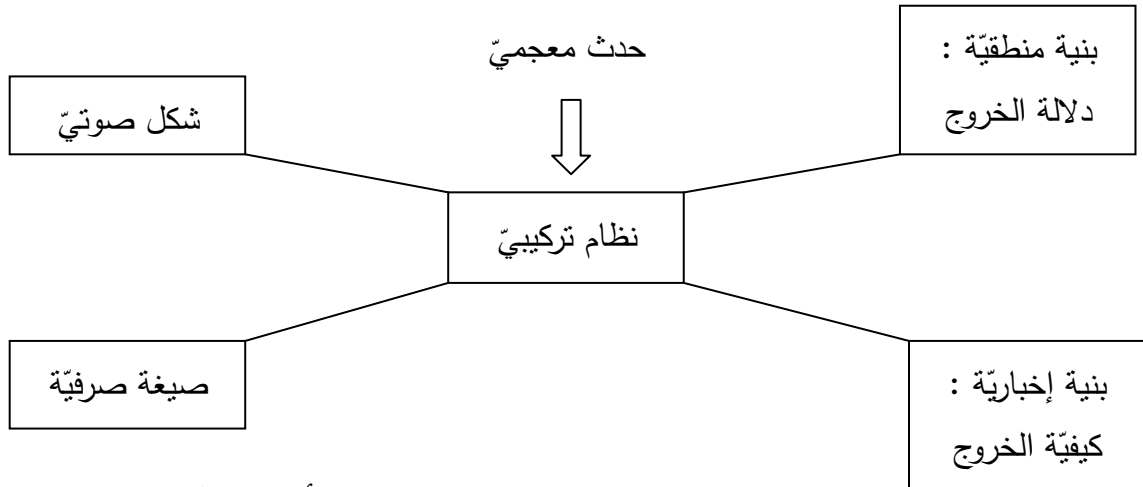 حدث معجميّ
بنية منطقيّة :
دلالة الخروج
شكل صوتيّ
نظام تركيبيّ
بنية إخباريّة :
كيفيّة الخروج
صيغة صرفيّة